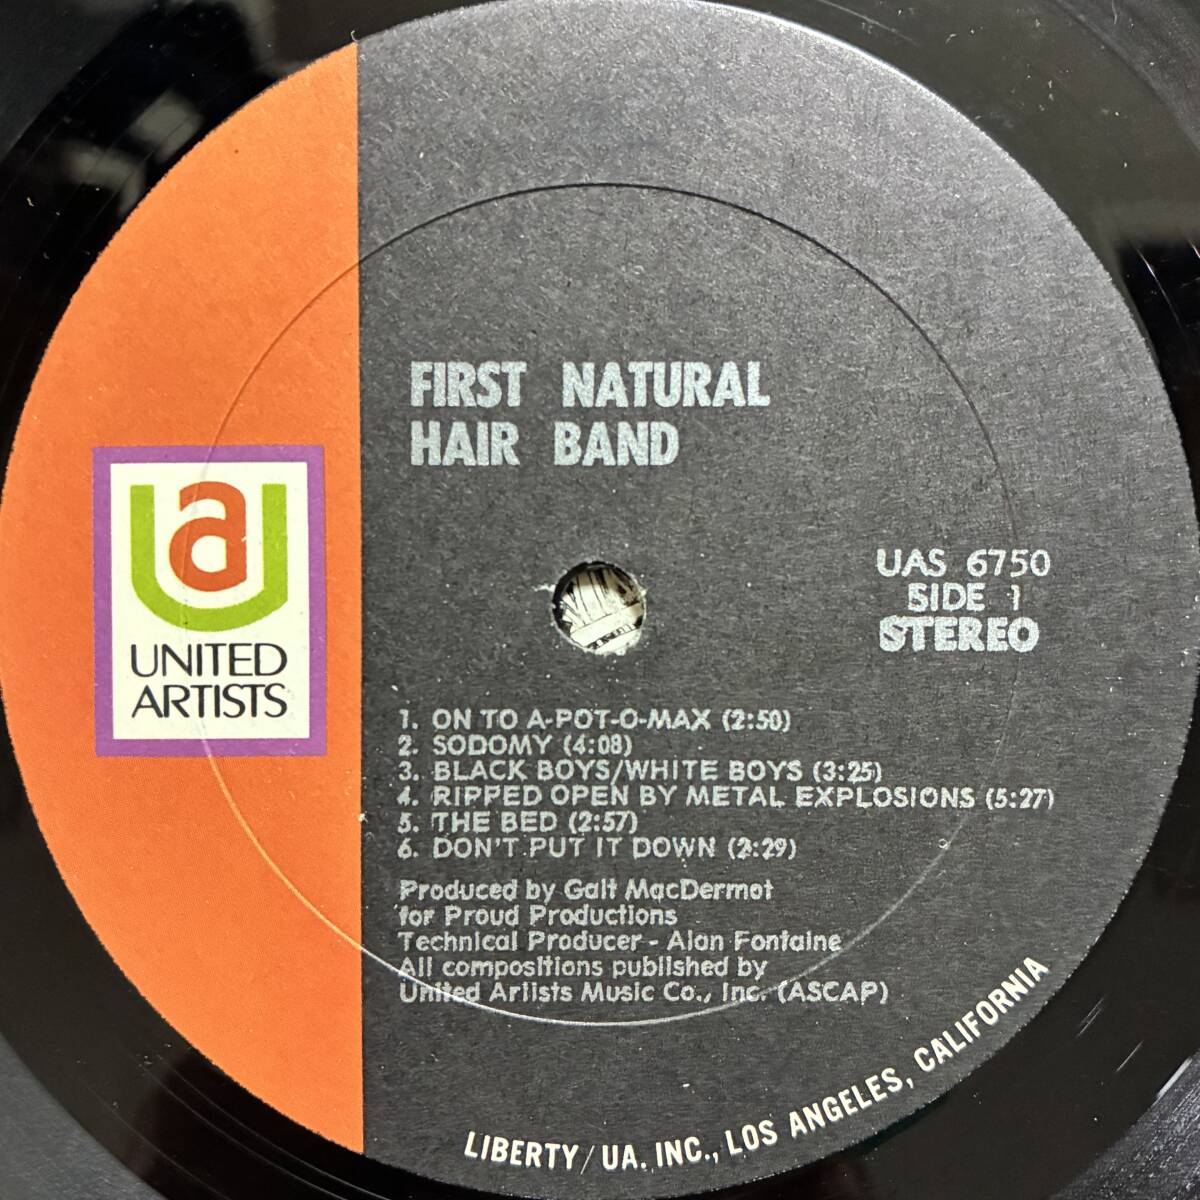 FIRST NATURAL
HAIR BAND
ua
UNITED
ARTISTS
UAS 6750
SIDE 1
STEREO
1. ON TO A-POT-O-MAX (2:50)
2. SODOMY (4:08)
3. BLACK BOYS/WHITE BOYS (3:25)
4. RIPPED OPEN BY METAL EXPLOSIONS (5:27)
5. THE BED (2:57)
6. DON'T PUT IT DOWN (2:29)
Produced by Galt MacDermot
for Proud Productions
Technical Producer - Alan Fontaine
All compositions published by
United Artists Music Co., Inc. (ASCAP)
LIBERTY/UA, INC., LOS ANGELES, CALIFORNIA